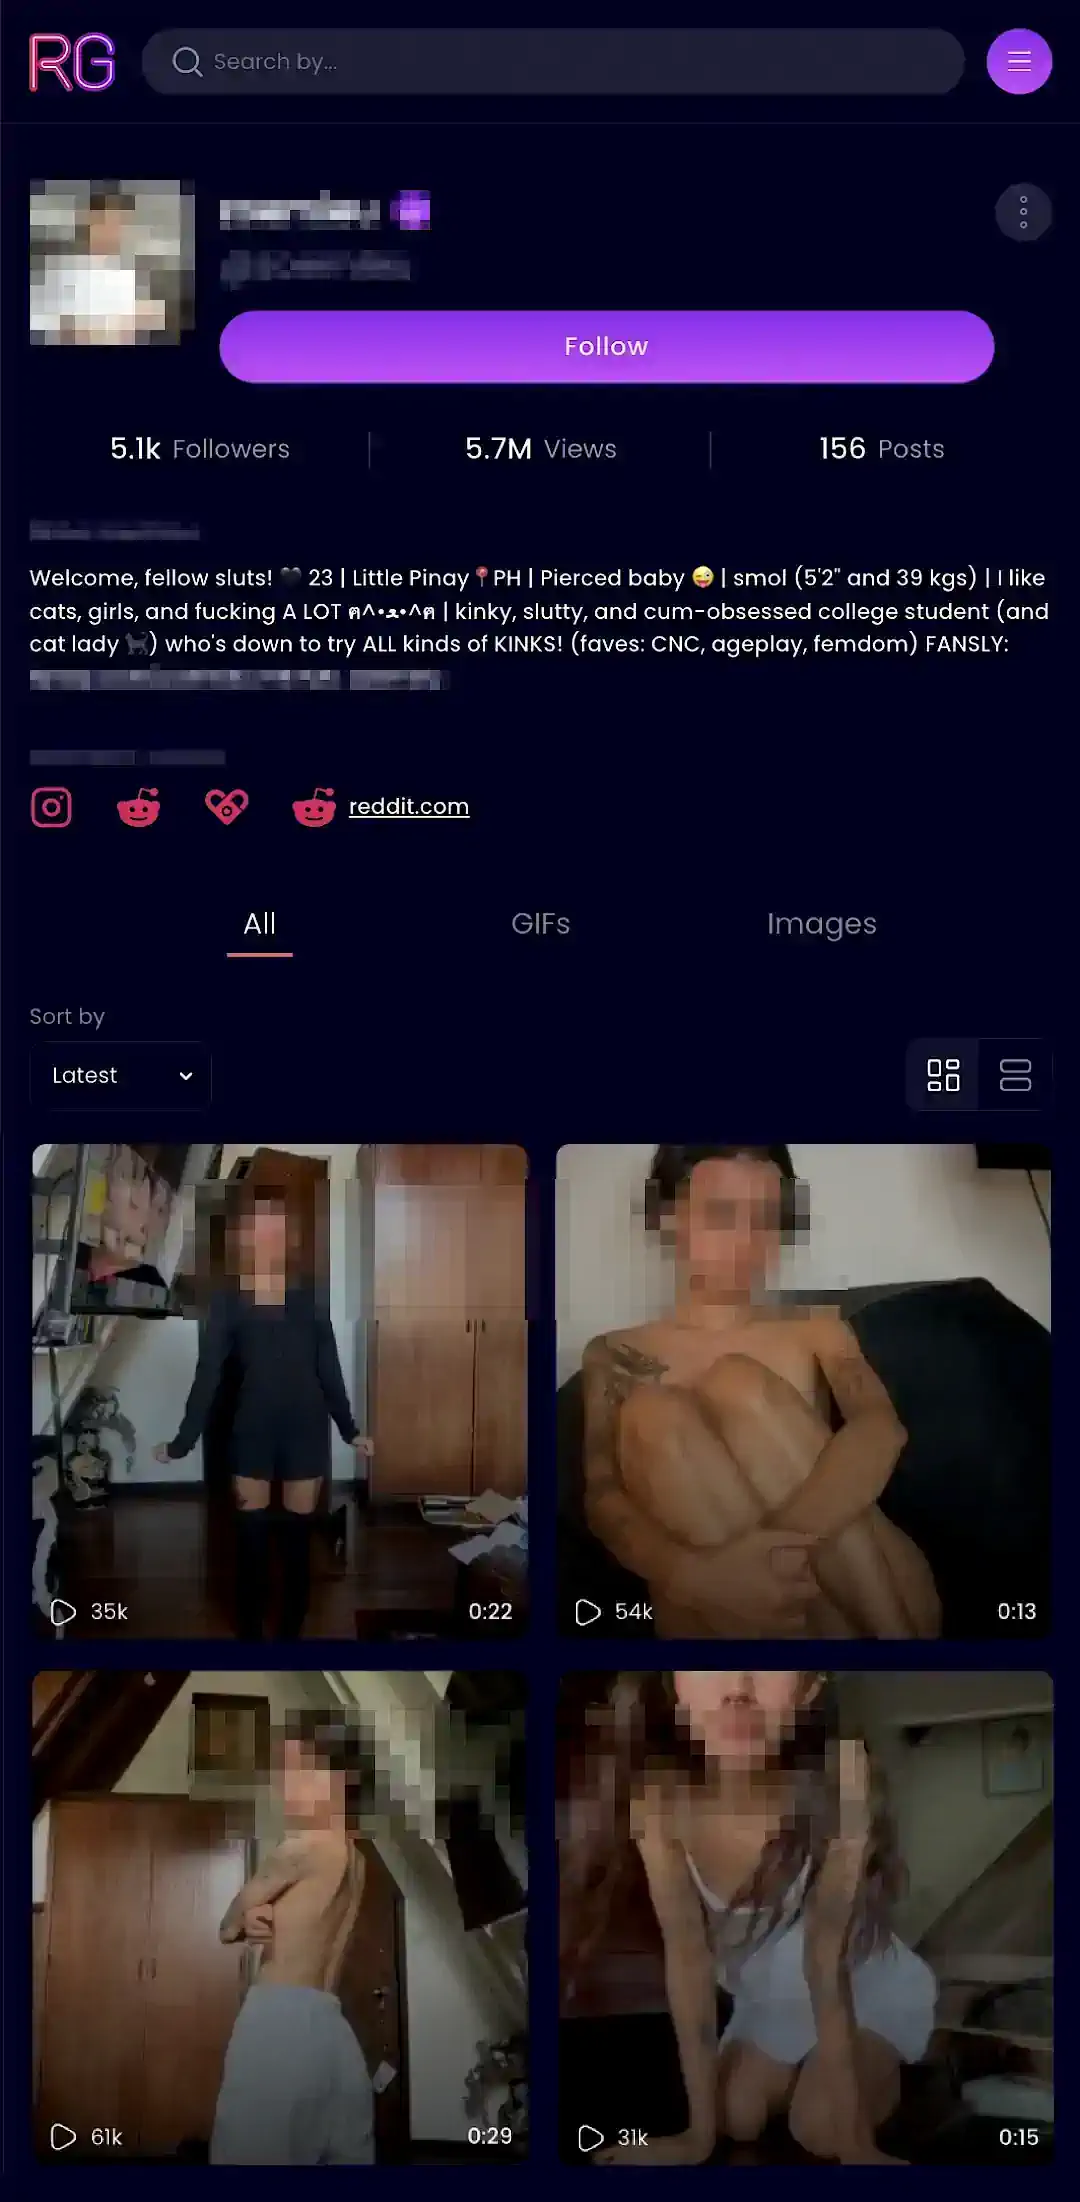 RG
Search by...
Follow
5.1k Followers
5.7M Views
156 Posts
Welcome, fellow sluts! 🖤 23 | Little Pinay📍PH | Pierced baby 😜 | smol (5'2" and 39 kgs) | I like
cats, girls, and fucking A LOT ฅ^•ﻌ•^ฅ | kinky, slutty, and cum-obsessed college student (and
cat lady 🐈‍⬛) who's down to try ALL kinds of KINKS! (faves: CNC, ageplay, femdom) FANSLY:
reddit.com
All
GIFs
Images
Sort by
Latest
35k
0:22
54k
0:13
61k
0:29
31k
0:15